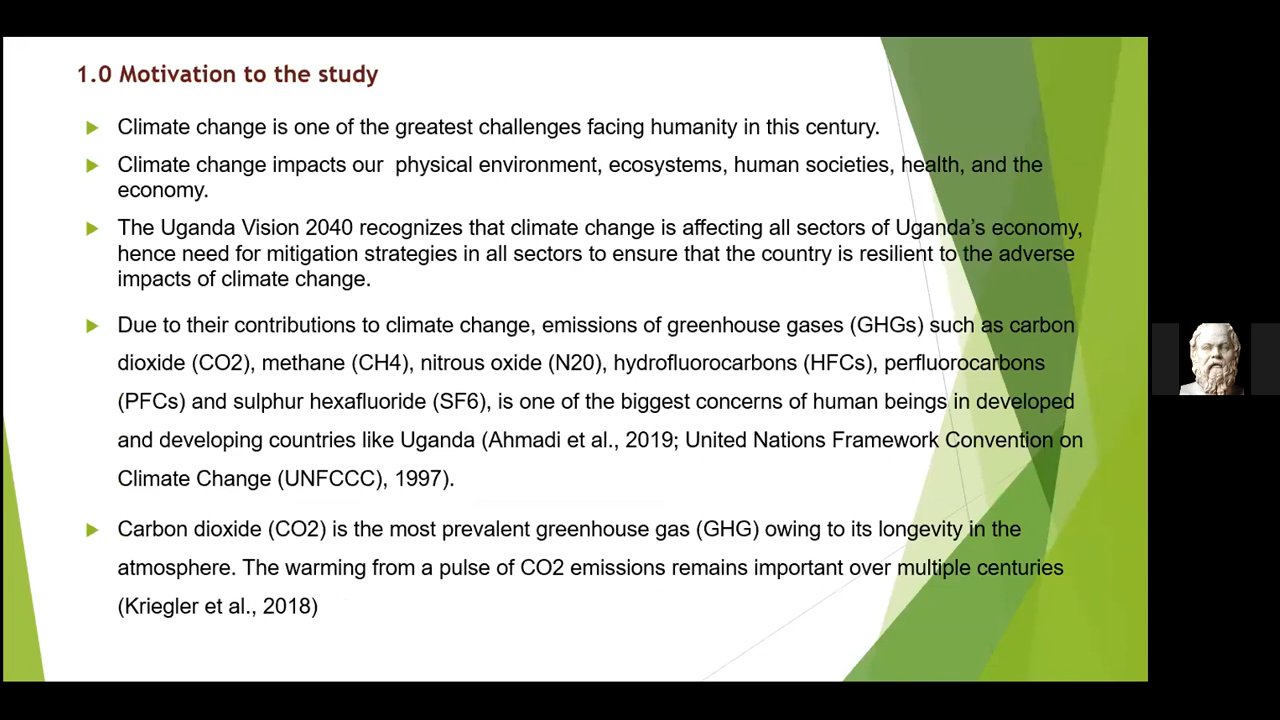 1.0 Motivation to the study
Climate change is one of the greatest challenges facing humanity in this century.
Climate change impacts our physical environment, ecosystems, human societies, health, and the
economy.
The Uganda Vision 2040 recognizes that climate change is affecting all sectors of Uganda’s economy,
hence need for mitigation strategies in all sectors to ensure that the country is resilient to the adverse
impacts of climate change.
Due to their contributions to climate change, emissions of greenhouse gases (GHGs) such as carbon
dioxide (CO2), methane (CH4), nitrous oxide (N20), hydrofluorocarbons (HFCs), perfluorocarbons
(PFCs) and sulphur hexafluoride (SF6), is one of the biggest concerns of human beings in developed
and developing countries like Uganda (Ahmadi et al., 2019; United Nations Framework Convention on
Climate Change (UNFCCC), 1997).
Carbon dioxide (CO2) is the most prevalent greenhouse gas (GHG) owing to its longevity in the
atmosphere. The warming from a pulse of CO2 emissions remains important over multiple centuries
(Kriegler et al., 2018)